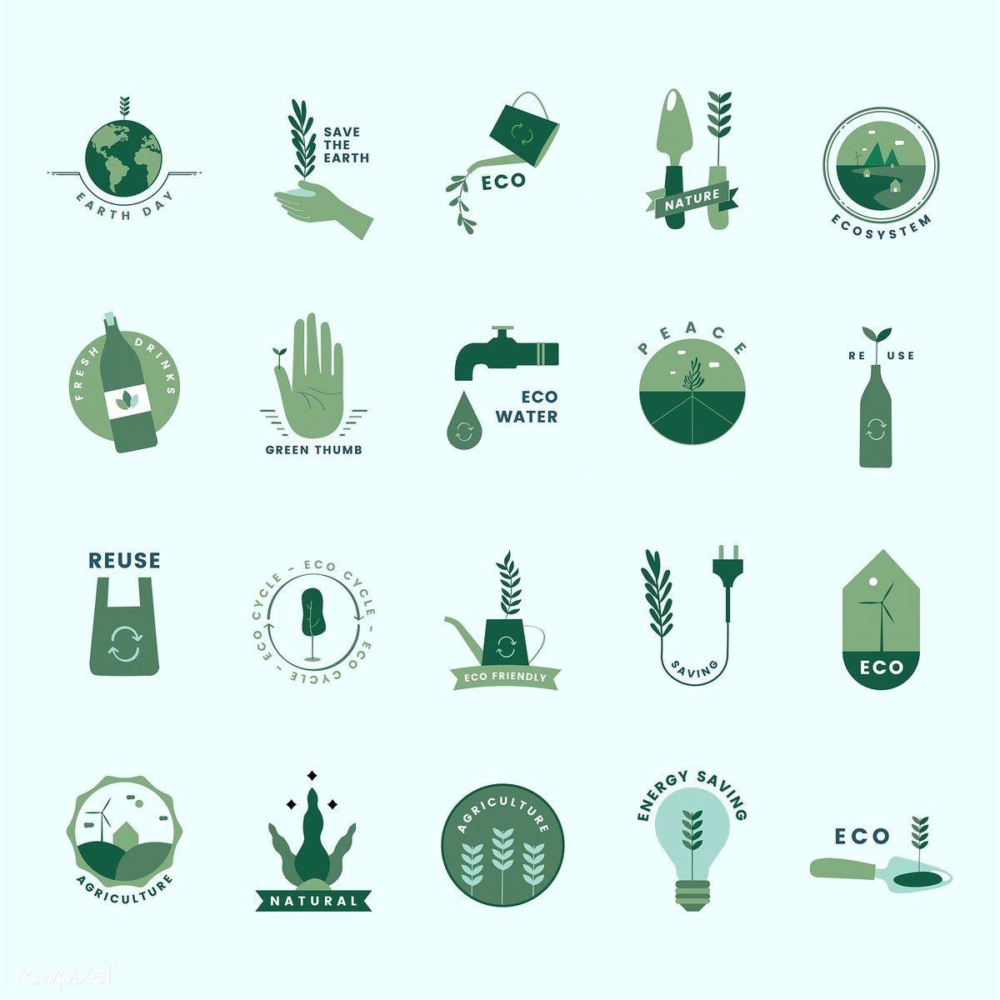 EARTH DAY
SAVE
THE
EARTH
ECO
NATURE
ECOSYSTEM
FRESH DRINKS
GREEN THUMB
ECO
WATER
PEACE
RE USE
REUSE
ECO CYCLE - ECO CYCLE - ECO CYCLE - ECO CYCLE -
ECO FRIENDLY
SAVING
ECO
AGRICULTURE
NATURAL
AGRICULTURE
ENERGY SAVING
ECO
rawpixel